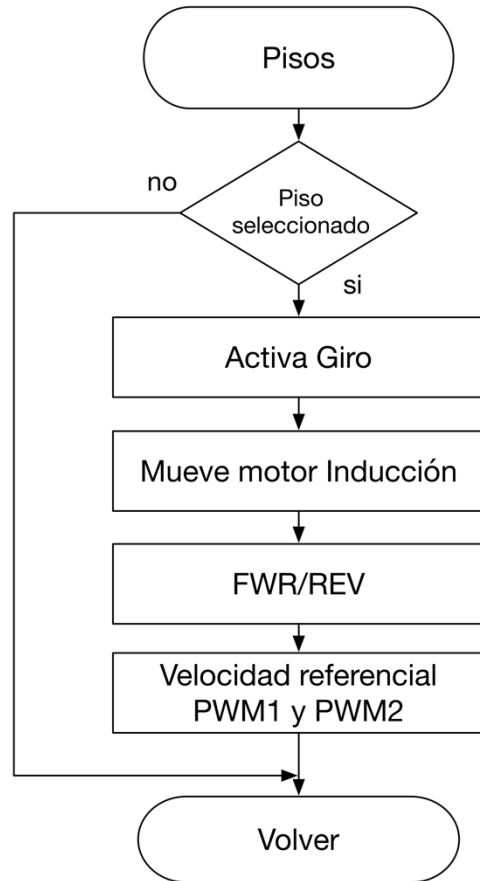 Pisos
no
Piso
seleccionado
si
Activa Giro
Mueve motor Inducción
FWR/REV
Velocidad referencial
PWM1 y PWM2
Volver